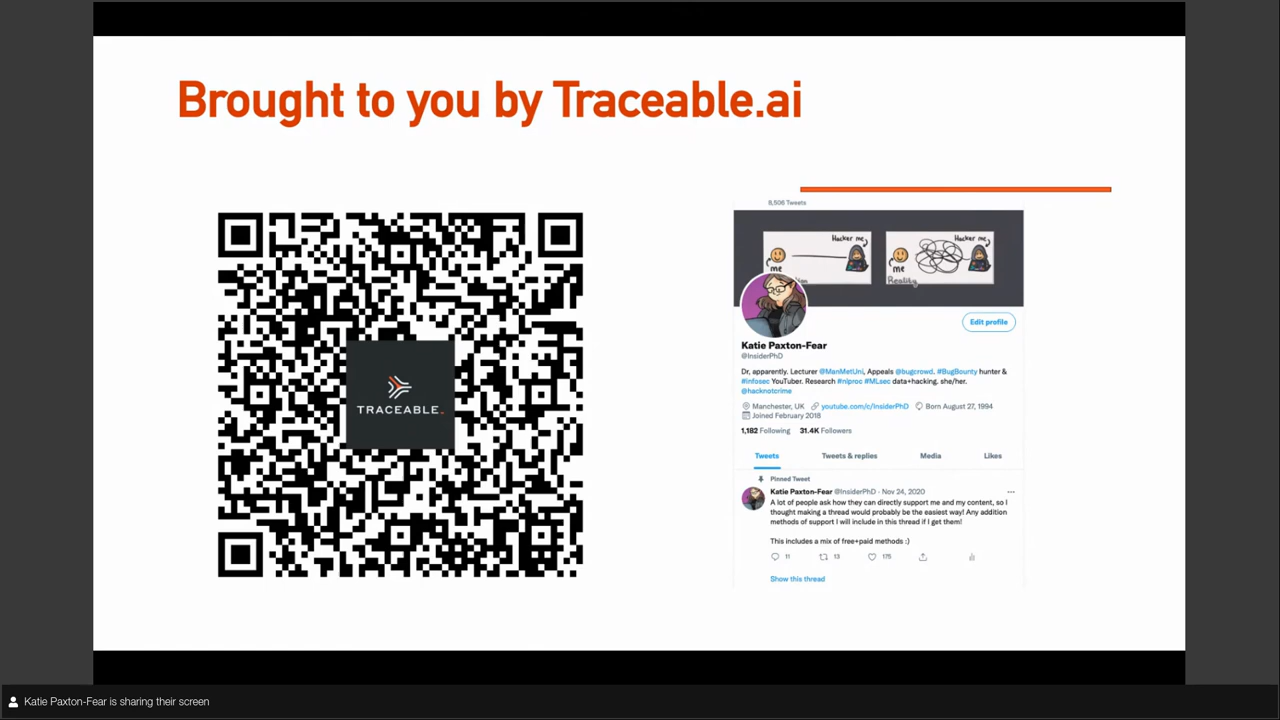 Brought to you by Traceable.ai
TRACEABLE.
8,506 Tweets
Hacker me
me
Hacker me
me
Reality
Edit profile
Katie Paxton-Fear
@InsiderPhD
Dr, apparently. Lecturer @ManMetUni, Appeals @bugcrowd. #BugBounty hunter &
#infosec YouTuber. Research #nlproc #MLsec data+hacking, she/her.
@hacknotcrime
Manchester, UK youtube.com/c/InsiderPhD Born August 27, 1994
Joined February 2018
1,182 Following 31.4K Followers
Tweets Tweets & replies Media Likes
Pinned Tweet
Katie Paxton-Fear @InsiderPhD · Nov 24, 2020
A lot of people ask how they can directly support me and my content, so I
thought making a thread would probably be the easiest way! Any addition
methods of support I will include in this thread if I get them!
This includes a mix of free+paid methods :)
11 13 175
Show this thread
Katie Paxton-Fear is sharing their screen